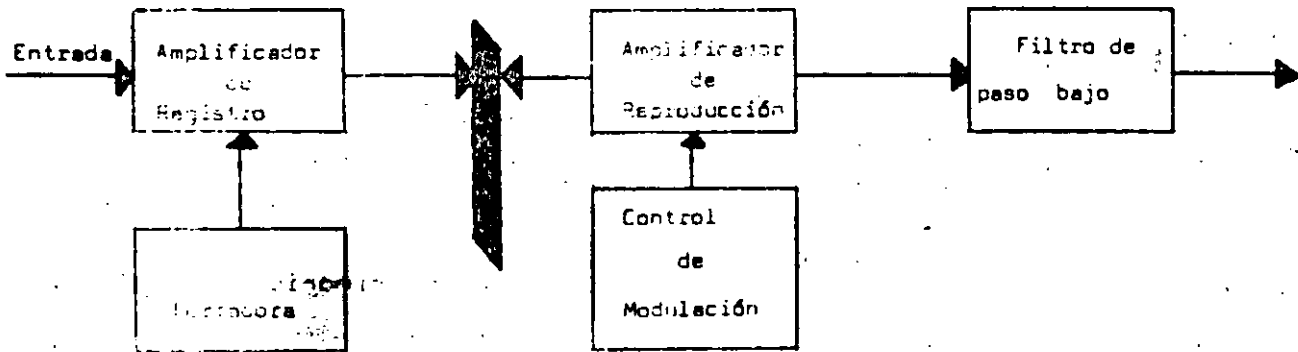 Entrada
Amplificador
de
Registro
Amplificador
de
Reproducción
Filtro de
paso bajo
Control
de
Modulación